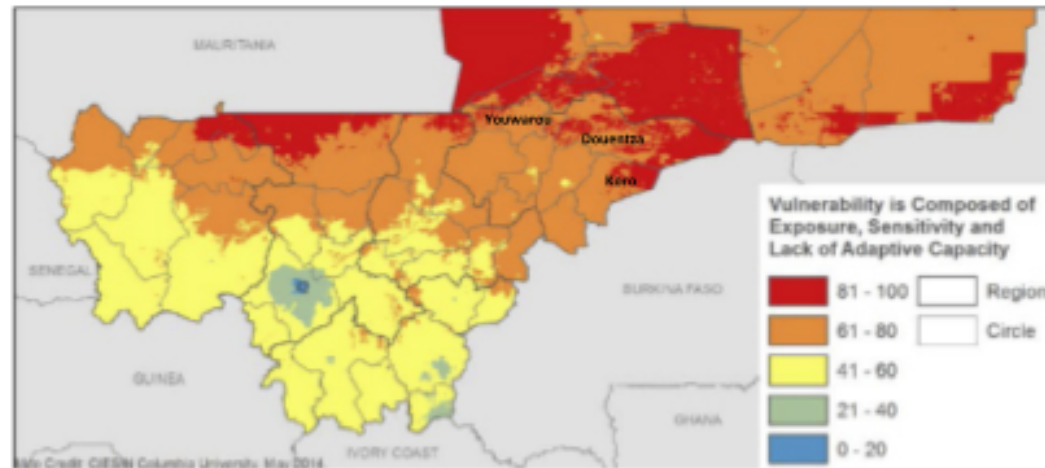 MAURITANIA
Youwarou
Douentza
Koro
SENEGAL
BURKINA FASO
GUINEA
GHANA
IVORY COAST
Vulnerability is Composed of
Exposure, Sensitivity and
Lack of Adaptive Capacity
81 - 100
Region
61 - 80
Circle
41 - 60
21 - 40
0 - 20
Credit: CIESIN Columbia University, May 2014